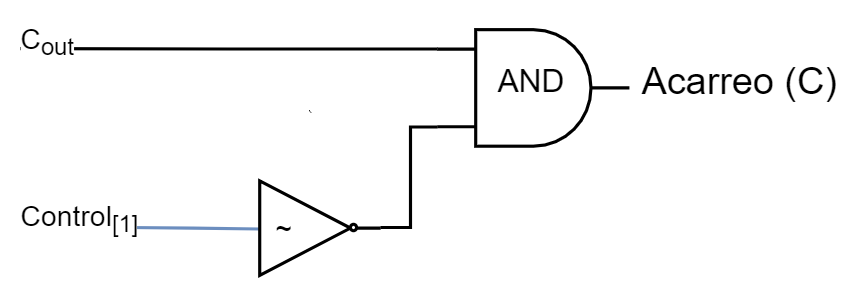 Cout
AND
Acarreo (C)
~
Control[1]